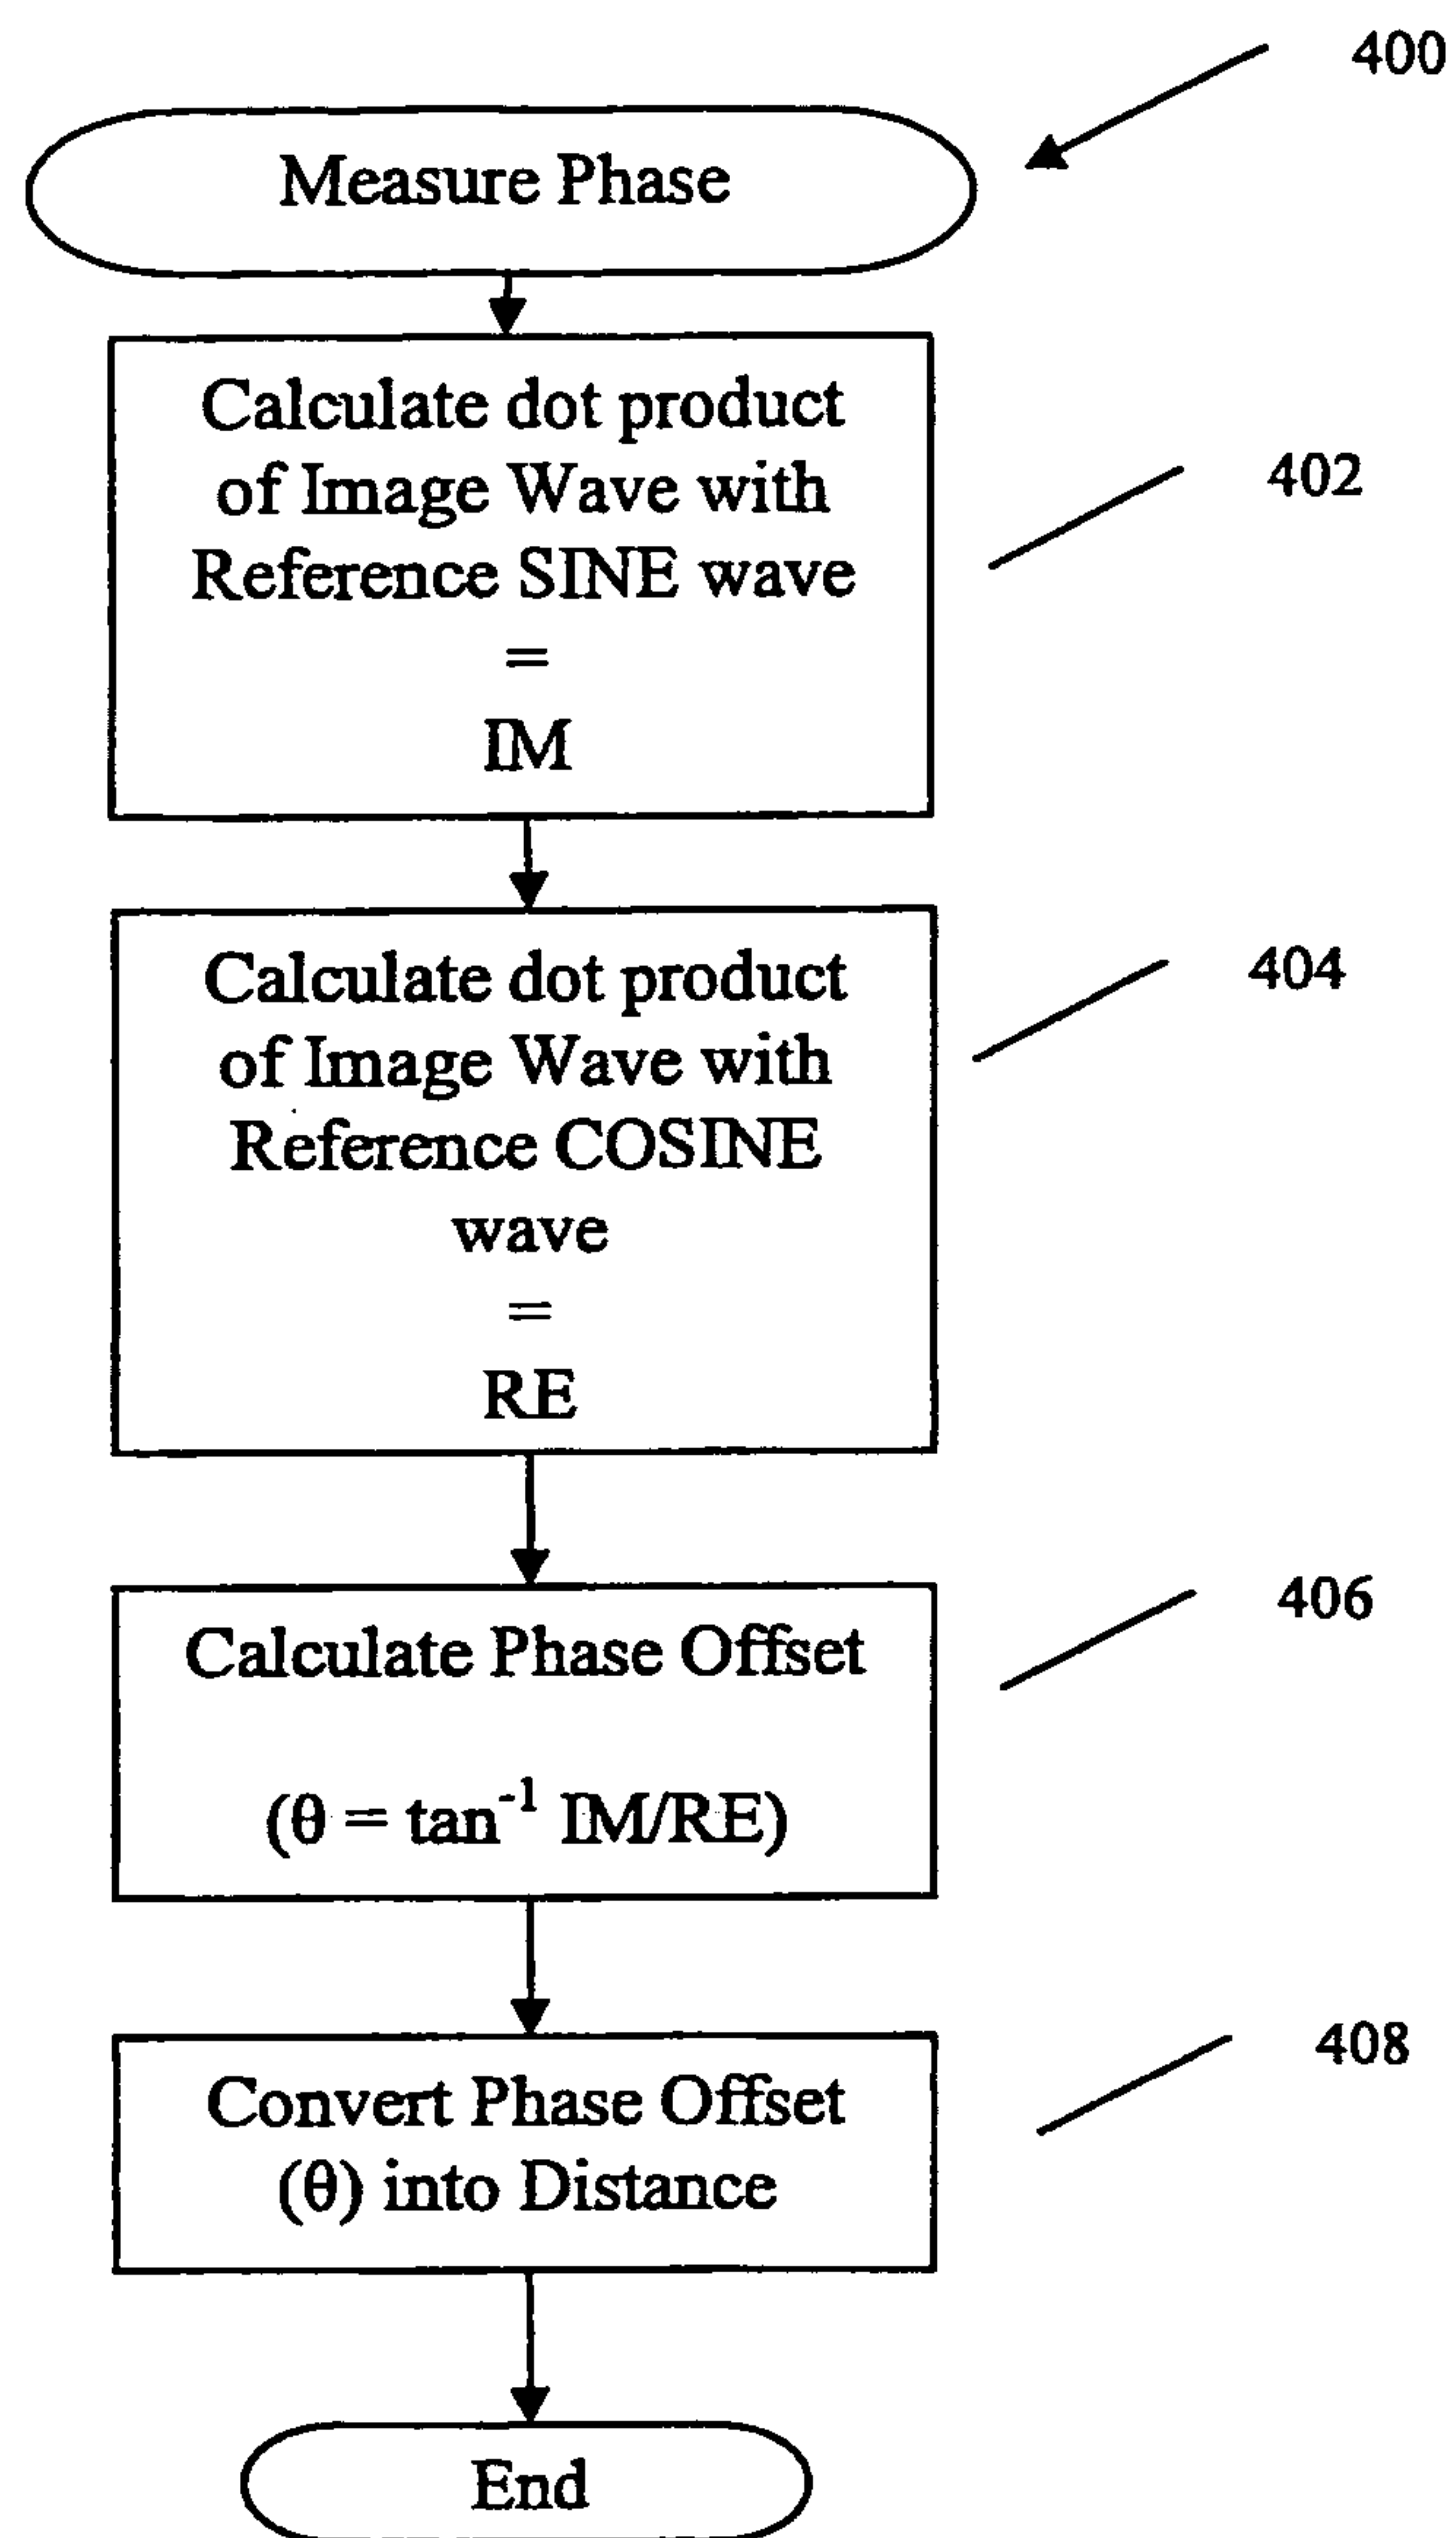 400
Measure Phase
Calculate dot product
of Image Wave with
Reference SINE wave
=
IM
402
Calculate dot product
of Image Wave with
Reference COSINE
wave
=
RE
404
Calculate Phase Offset
(θ = tan⁻¹ IM/RE)
406
Convert Phase Offset
(θ) into Distance
408
End